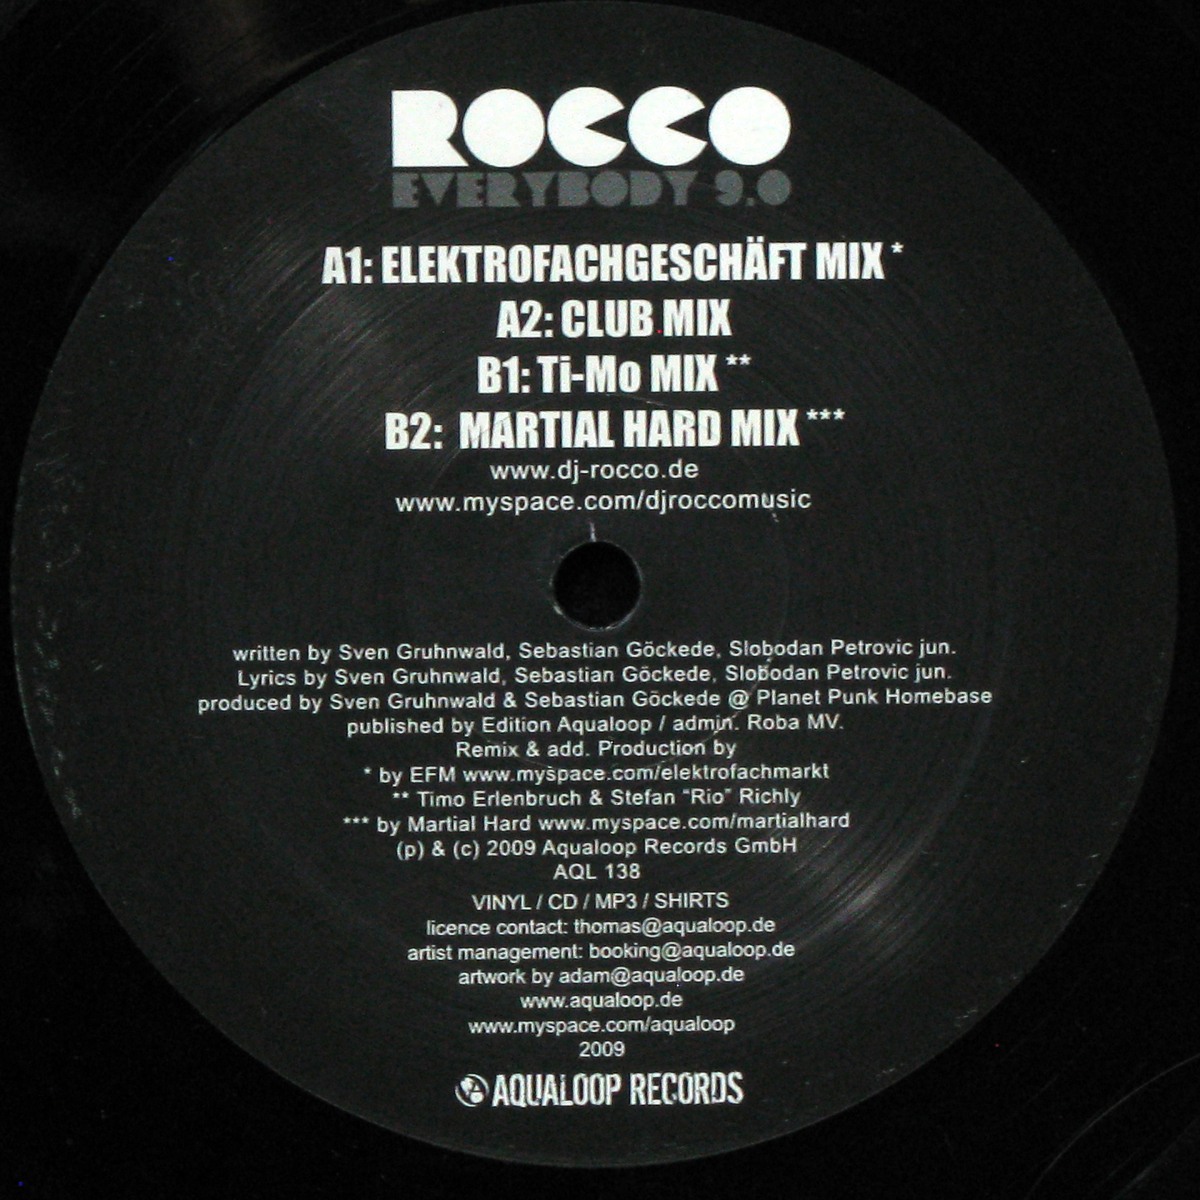 ROCCO
EVERYBODY 9.0
A1: ELEKTROFACHGESCHÄFT MIX *
A2: CLUB MIX
B1: Ti-Mo MIX **
B2: MARTIAL HARD MIX ***
www.dj-rocco.de
www.myspace.com/djroccomusic
written by Sven Gruhnwald, Sebastian Göckede, Slobodan Petrovic jun.
Lyrics by Sven Gruhnwald, Sebastian Göckede, Slobodan Petrovic jun.
produced by Sven Gruhnwald & Sebastian Göckede @ Planet Punk Homebase
published by Edition Aqualoop / admin. Roba MV.
Remix & add. Production by
* by EFM www.myspace.com/elektrofachmarkt
** Timo Erlenbruch & Stefan "Rio" Richly
*** by Martial Hard www.myspace.com/martialhard
(p) & (c) 2009 Aqualoop Records GmbH
AQL 138
VINYL / CD / MP3 / SHIRTS
licence contact: thomas@aqualoop.de
artist management: booking@aqualoop.de
artwork by adam@aqualoop.de
www.aqualoop.de
www.myspace.com/aqualoop
2009
AQUALOOP RECORDS